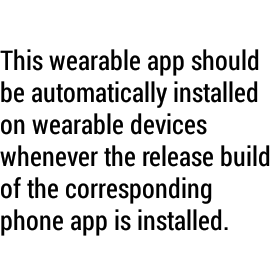 This wearable app should
be automatically installed
on wearable devices
whenever the release build
of the corresponding
phone app is installed.